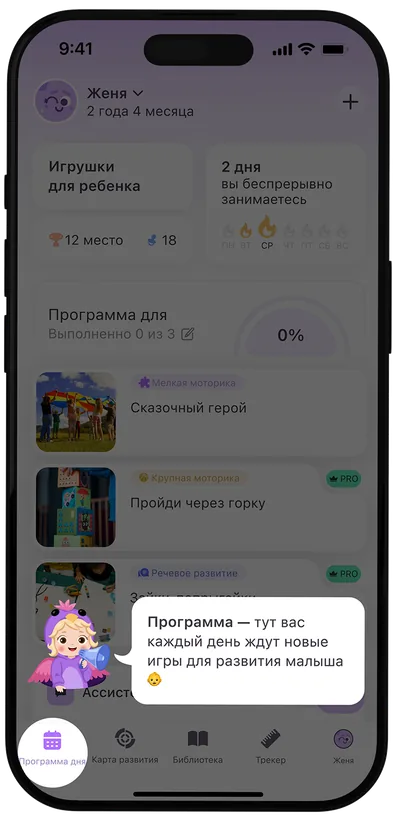 9:41
Женя
2 года 4 месяца
Игрушки
для ребенка
2 дня
вы беспрерывно
занимаетесь
12 место
18
ПН ВТ СР ЧТ ПТ СБ ВС
Программа для
Выполненно 0 из 3
0%
Мелкая моторика
Сказочный герой
Крупная моторика
PRO
Пройди через горку
Речевое развитие
PRO
Программа — тут вас
каждый день ждут новые
игры для развития малыша
Программа дня
Карта развития
Библиотека
Трекер
Женя